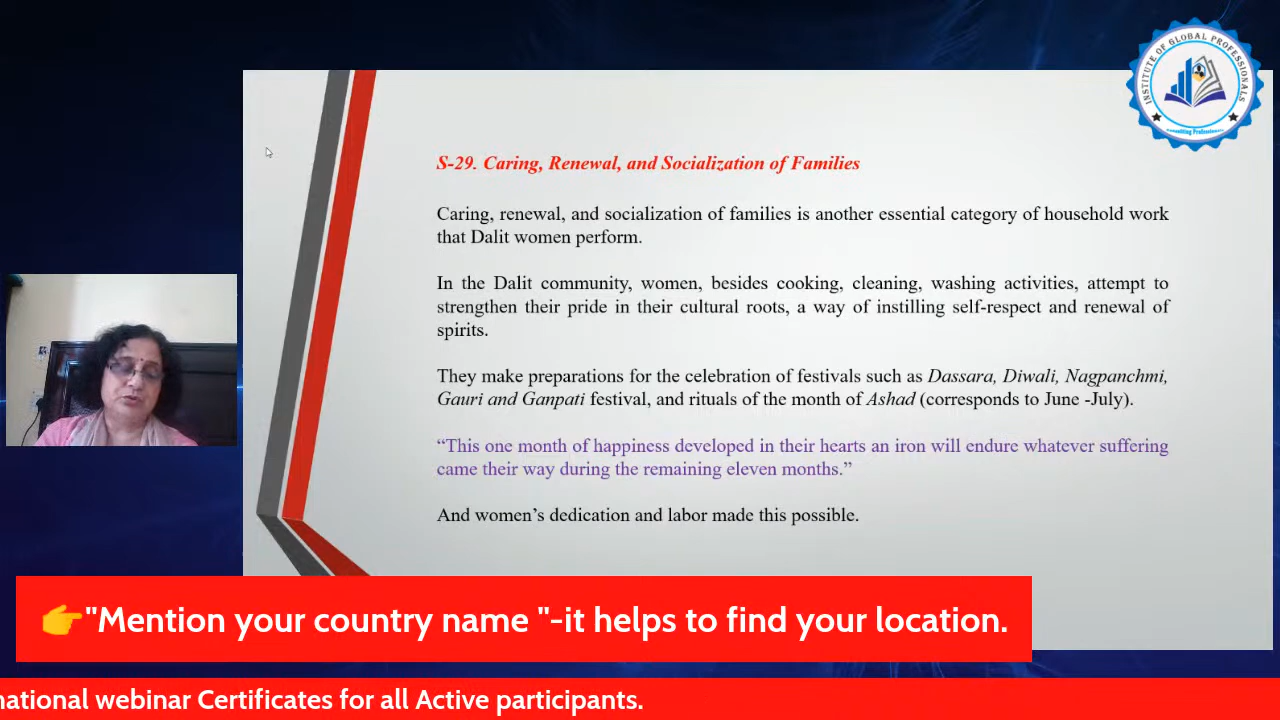 INSTITUTE OF GLOBAL PROFESSIONALS
S-29. Caring, Renewal, and Socialization of Families
Caring, renewal, and socialization of families is another essential category of household work
that Dalit women perform.
In the Dalit community, women, besides cooking, cleaning, washing activities, attempt to
strengthen their pride in their cultural roots, a way of instilling self-respect and renewal of
spirits.
They make preparations for the celebration of festivals such as Dassara, Diwali, Nagpanchmi,
Gauri and Ganpati festival, and rituals of the month of Ashad (corresponds to June -July).
“This one month of happiness developed in their hearts an iron will endure whatever suffering
came their way during the remaining eleven months.”
And women’s dedication and labor made this possible.
👉"Mention your country name "-it helps to find your location.
national webinar Certificates for all Active participants.